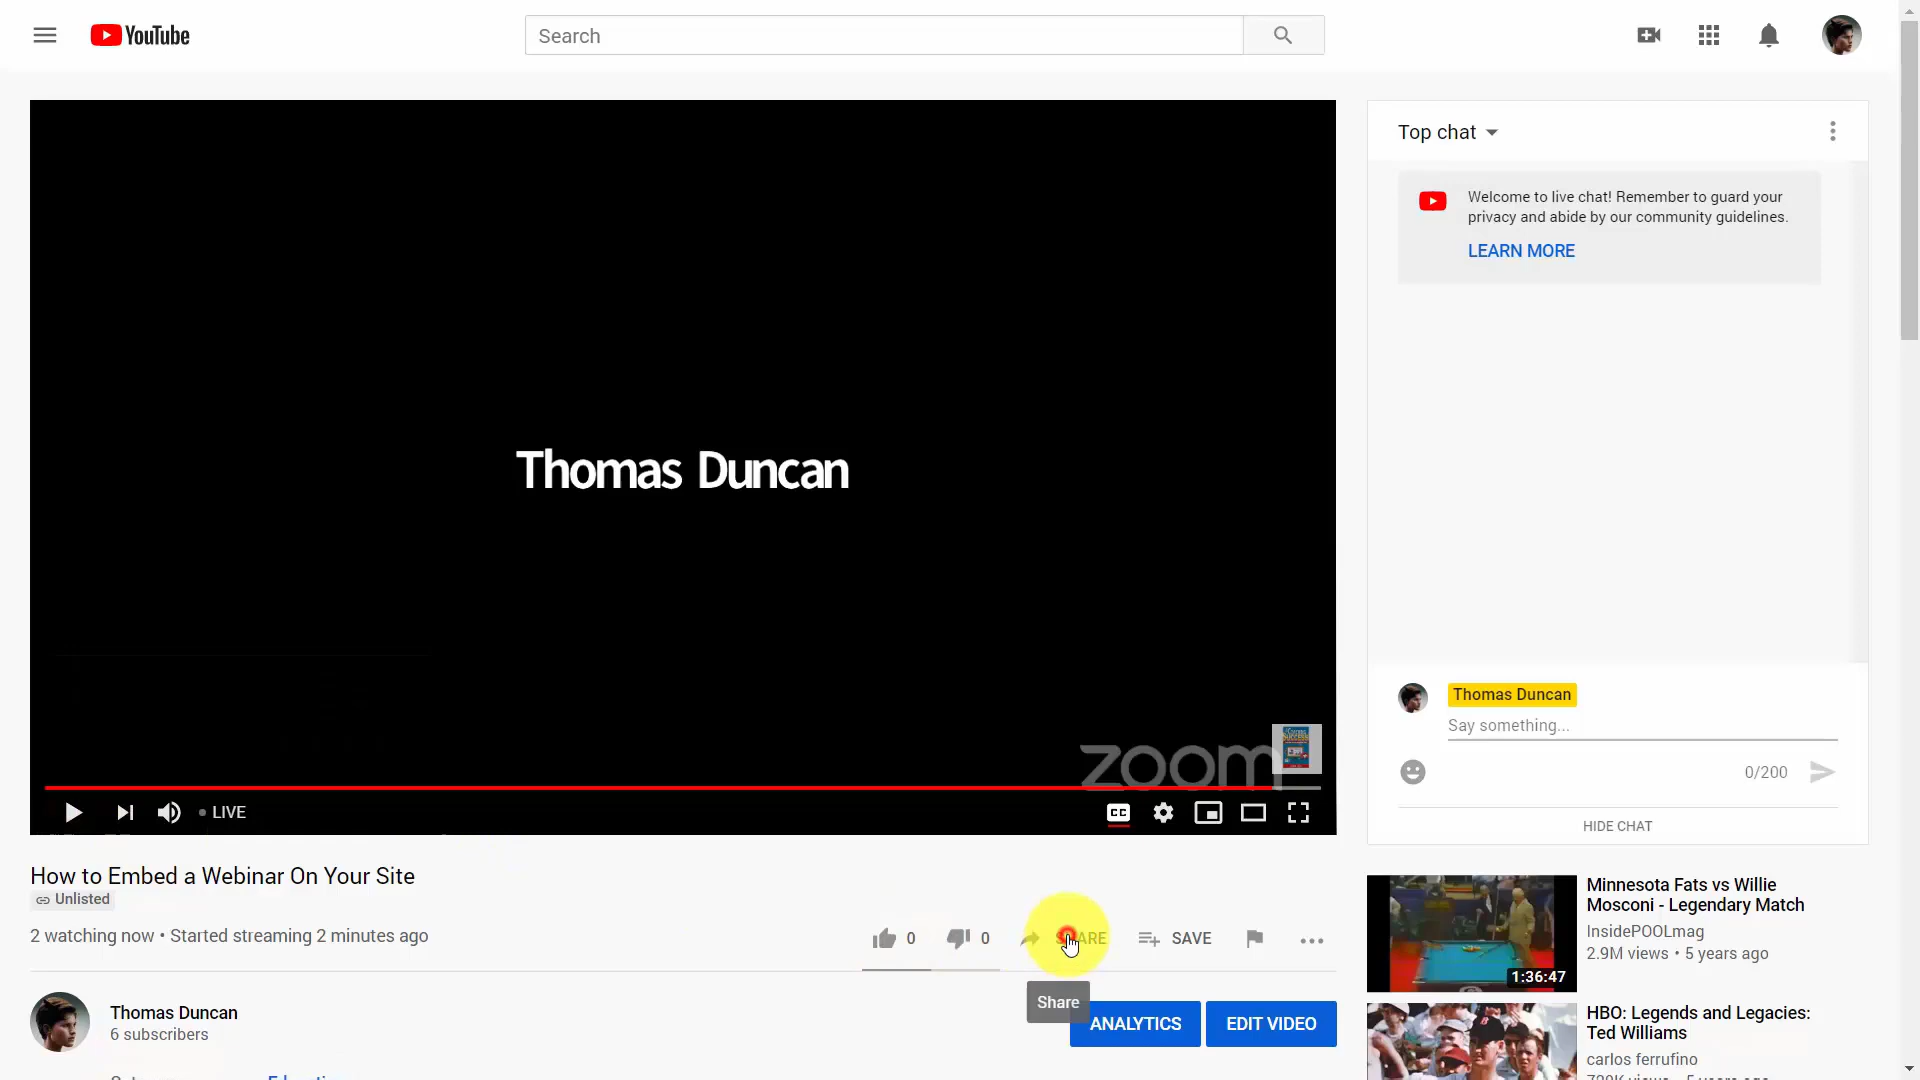 YouTube
Search
Top chat
Welcome to live chat! Remember to guard your
privacy and abide by our community guidelines.
LEARN MORE
Thomas Duncan
zoom
LIVE
CC
Thomas Duncan
Say something...
0/200
HIDE CHAT
How to Embed a Webinar On Your Site
Unlisted
2 watching now • Started streaming 2 minutes ago
0
0
SHARE
SAVE
Share
Thomas Duncan
6 subscribers
ANALYTICS
EDIT VIDEO
1:36:47
Minnesota Fats vs Willie
Mosconi - Legendary Match
InsidePOOLmag
2.9M views • 5 years ago
HBO: Legends and Legacies:
Ted Williams
carlos ferrufino